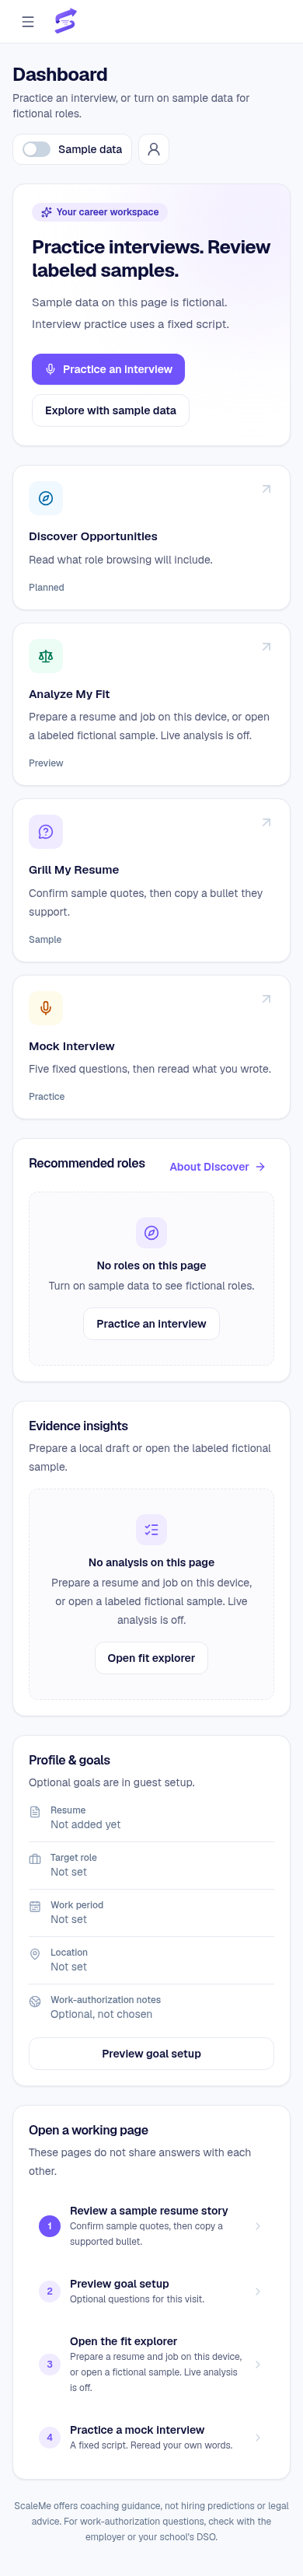 Dashboard
Practice an interview, or turn on sample data for
fictional roles.
Sample data
Your career workspace
Practice interviews. Review
labeled samples.
Sample data on this page is fictional.
Interview practice uses a fixed script.
Practice an interview
Explore with sample data
Discover Opportunities
Read what role browsing will include.
Planned
Analyze My Fit
Prepare a resume and job on this device, or open
a labeled fictional sample. Live analysis is off.
Preview
Grill My Resume
Confirm sample quotes, then copy a bullet they
support.
Sample
Mock Interview
Five fixed questions, then reread what you wrote.
Practice
Recommended roles
About Discover
No roles on this page
Turn on sample data to see fictional roles.
Practice an interview
Evidence insights
Prepare a local draft or open the labeled fictional
sample.
No analysis on this page
Prepare a resume and job on this device,
or open a labeled fictional sample. Live
analysis is off.
Open fit explorer
Profile & goals
Optional goals are in guest setup.
Resume
Not added yet
Target role
Not set
Work period
Not set
Location
Not set
Work-authorization notes
Optional, not chosen
Preview goal setup
Open a working page
These pages do not share answers with each
other.
1
Review a sample resume story
Confirm sample quotes, then copy a
supported bullet.
2
Preview goal setup
Optional questions for this visit.
3
Open the fit explorer
Prepare a resume and job on this device,
or open a fictional sample. Live analysis
is off.
4
Practice a mock interview
A fixed script. Reread your own words.
ScaleMe offers coaching guidance, not hiring predictions or legal
advice. For work-authorization questions, check with the
employer or your school's DSO.